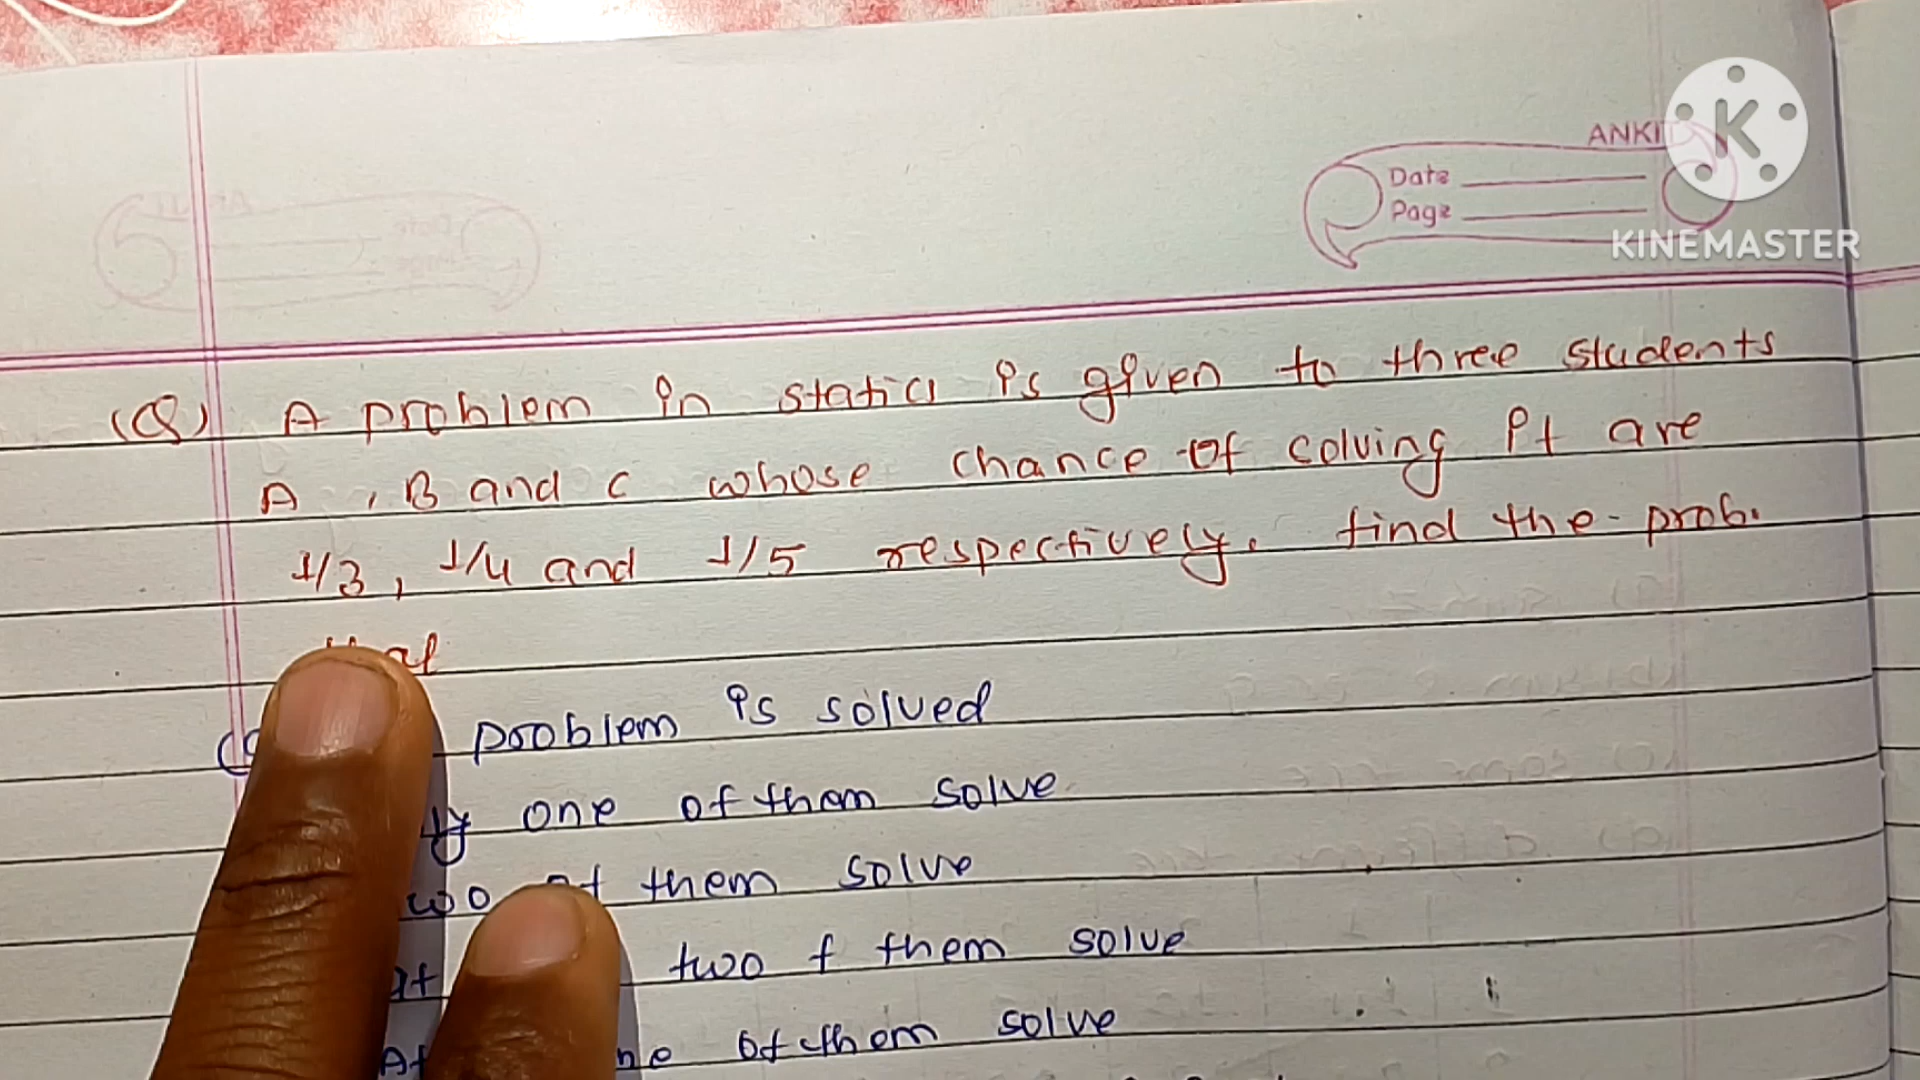 ANKIT
Date
Page
KINEMASTER
(Q) A problem in statics is given to three students
A, B and C whose chance of solving it are
1/3, 1/4 and 1/5 respectively. find the prob.
problem is solved
one of them solve
them solve
two f them solve
of them solve